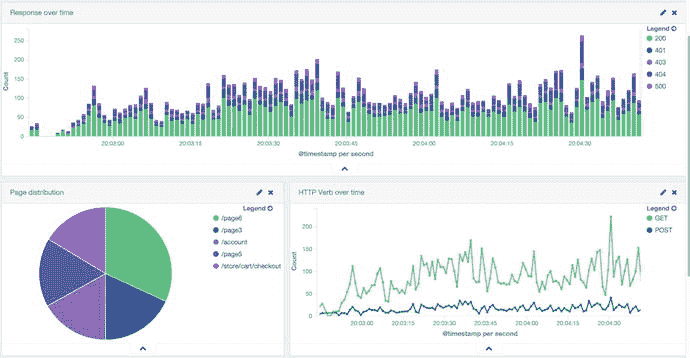 Response over time
Legend
250
200
150
100
50
0
Count
200
401
403
404
500
20:03:00
20:03:15
20:03:30
20:03:45
20:04:00
20:04:15
20:04:30
@timestamp per second
Page distribution
Legend
/page6
/page3
/account
/page5
/store/cart/checkout
HTTP Verb over time
Legend
GET
POST
200
150
100
50
0
Count
20:03:00
20:03:15
20:03:30
20:03:45
20:04:00
20:04:15
20:04:30
@timestamp per second